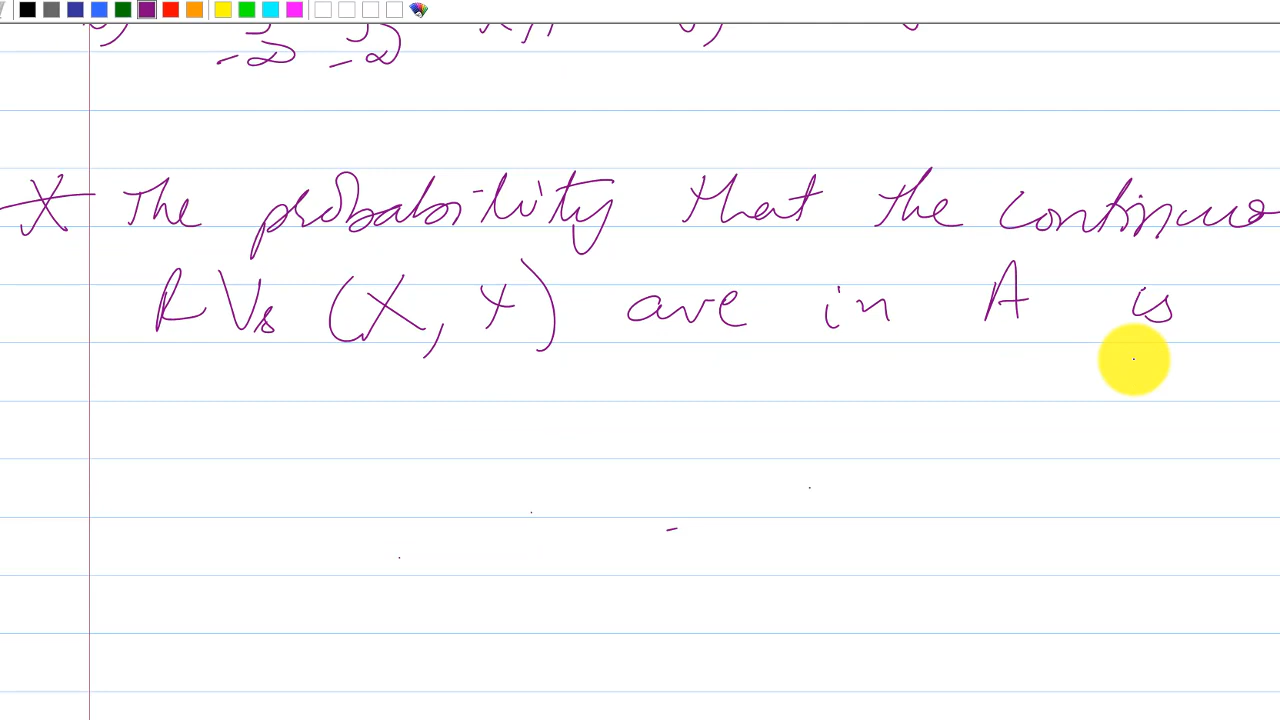 -∞ -∞
* The probability that the continuo
RVs (X, Y) are in A is